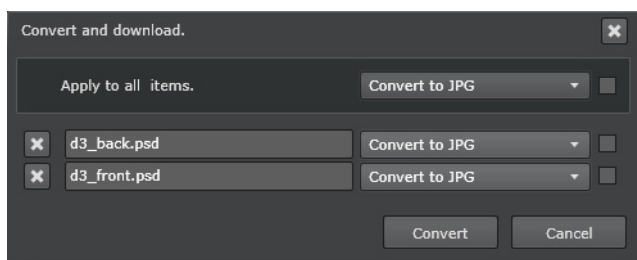 Convert and download.
Apply to all items. Convert to JPG
d3_back.psd Convert to JPG
d3_front.psd Convert to JPG
Convert Cancel